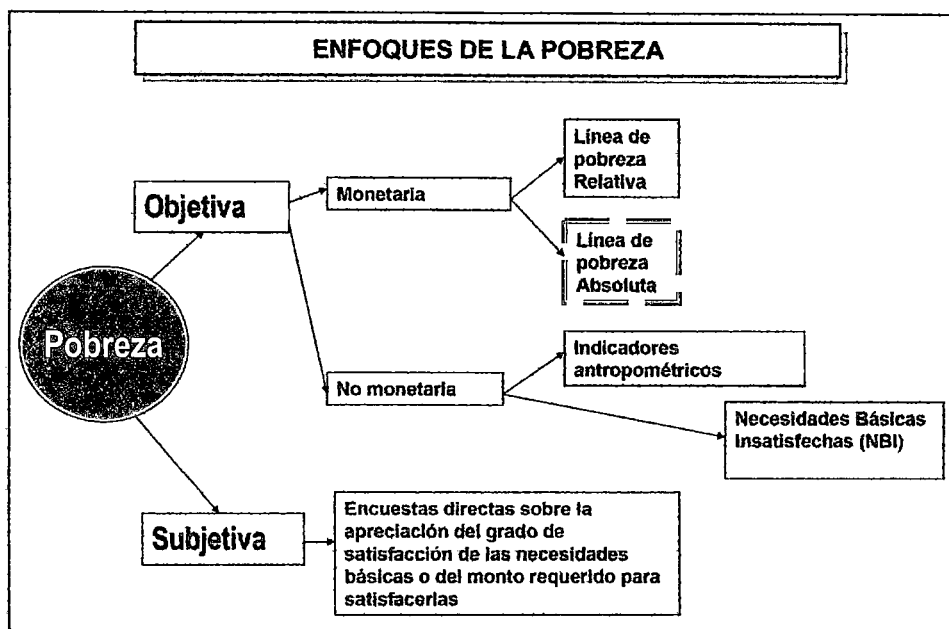 ENFOQUES DE LA POBREZA
Línea de
pobreza
Relativa
Objetiva
Monetaria
Línea de
pobreza
Absoluta
Pobreza
Indicadores
antropométricos
No monetaria
Necesidades Básicas
Insatisfechas (NBI)
Subjetiva
Encuestas directas sobre la
apreciación del grado de
satisfacción de las necesidades
básicas o del monto requerido para
satisfacerlas